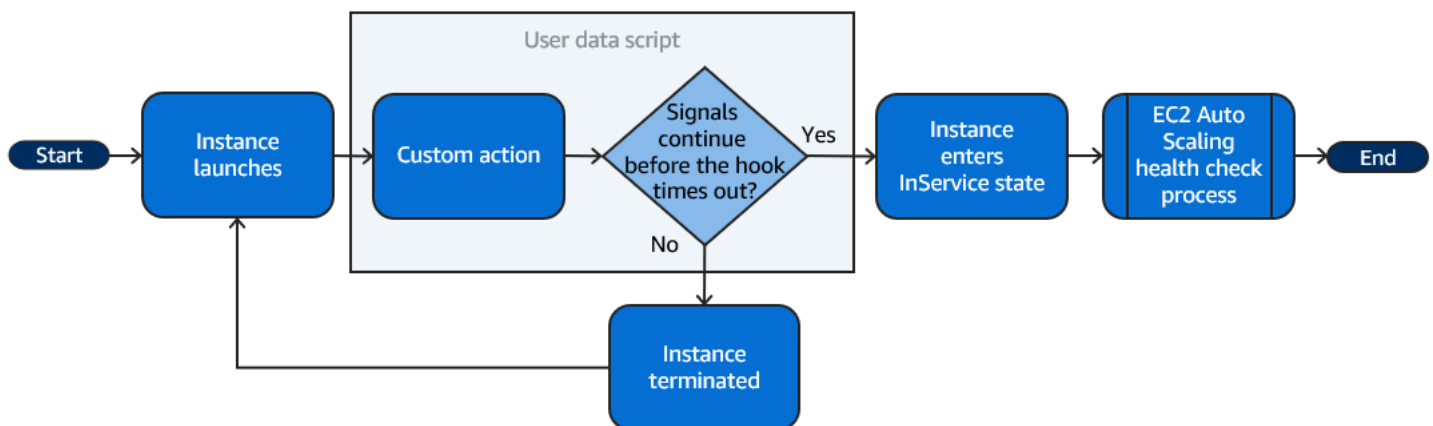 User data script
Start
Instance
launches
Custom action
Signals
continue
before the hook
times out?
Yes
No
Instance
enters
InService state
EC2 Auto
Scaling
health check
process
End
Instance
terminated